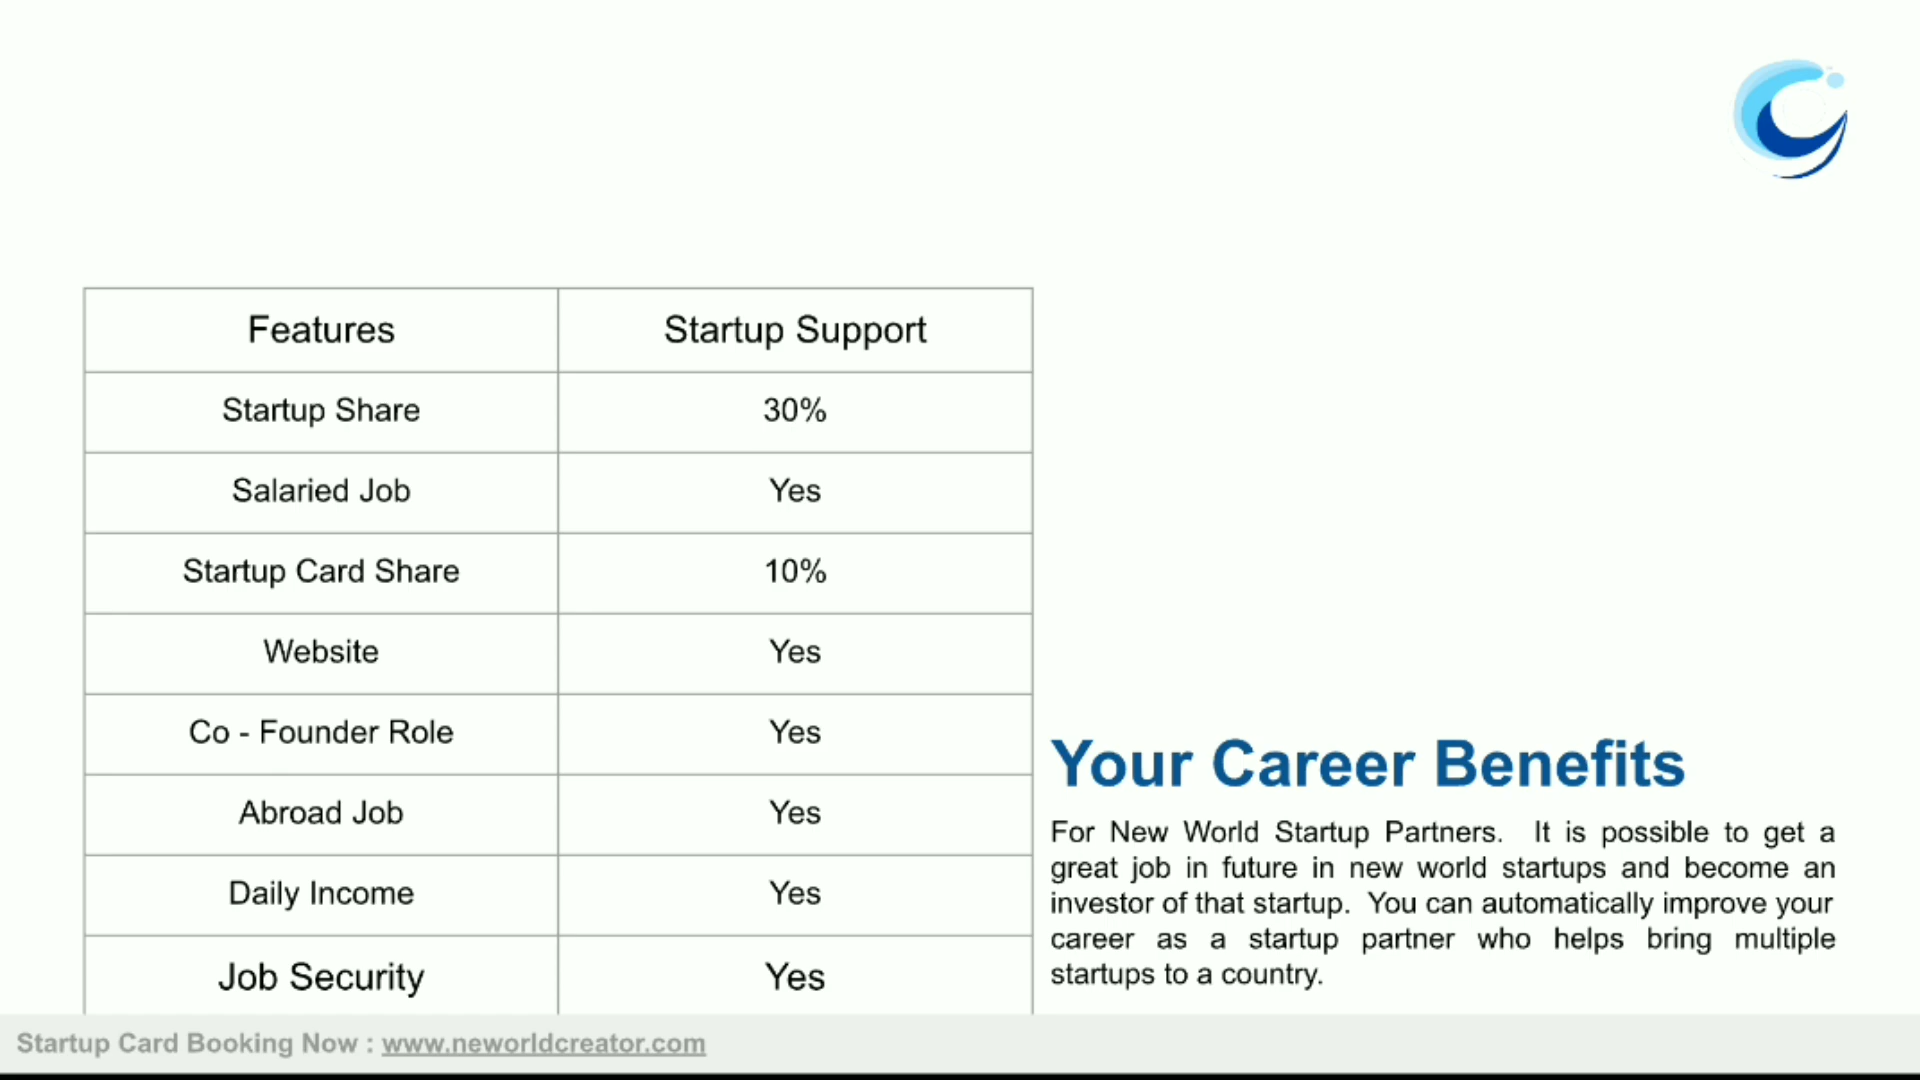 Features Startup Support
Startup Share 30%
Salaried Job Yes
Startup Card Share 10%
Website Yes
Co - Founder Role Yes
Abroad Job Yes
Daily Income Yes
Job Security Yes
Your Career Benefits
For New World Startup Partners. It is possible to get a
great job in future in new world startups and become an
investor of that startup. You can automatically improve your
career as a startup partner who helps bring multiple
startups to a country.
Startup Card Booking Now : www.neworldcreator.com